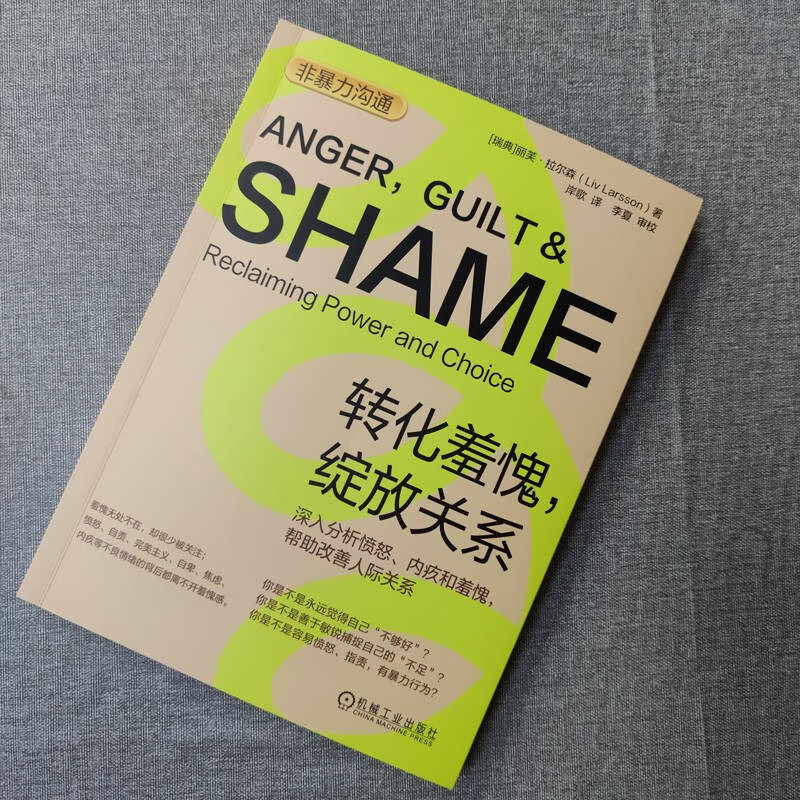 非暴力沟通
[瑞典]丽芙·拉尔森（Liv Larsson）著
岸歌 译 李夏 审校
ANGER, GUILT &
SHAME
Reclaiming Power and Choice
转化羞愧，
绽放关系
深入分析愤怒、内疚和羞愧，
帮助改善人际关系
羞愧无处不在，却很少被关注；
愤怒、自责、完美主义、自卑、焦虑、
内疚等不良情绪的背后都离不开羞愧感。
你是不是永远觉得自己“不够好”？
你是不是善于敏锐捕捉自己的“不足”？
你是不是容易愤怒、指责，有暴力行为？
机械工业出版社
CHINA MACHINE PRESS